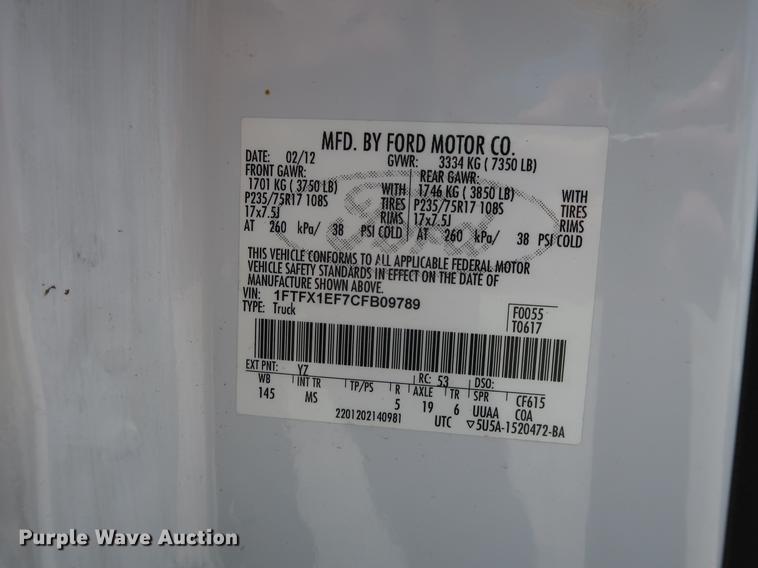 MFD. BY FORD MOTOR CO.
DATE: 02/12 GVWR: 3334 KG ( 7350 LB)
FRONT GAWR: REAR GAWR:
1701 KG ( 3750 LB) WITH 1746 KG ( 3850 LB) WITH
P235/75R17 108S TIRES P235/75R17 108S TIRES
17x7.5J RIMS 17x7.5J RIMS
AT 260 kPa/ 38 PSI COLD AT 260 kPa/ 38 PSI COLD
THIS VEHICLE CONFORMS TO ALL APPLICABLE FEDERAL MOTOR
VEHICLE SAFETY STANDARDS IN EFFECT ON THE DATE OF
MANUFACTURE SHOWN ABOVE.
VIN: 1FTFX1EF7CFB09789 F0055
TYPE: Truck T0617
EXT PNT: YZ RC: 53 DSO:
WB INT TR TP/PS R AXLE TR SPR CF615
145 MS 5 19 6 UUAA COA
2201202140981 UTC ▽5U5A-1520472-BA
Ford
Purple Wave Auction